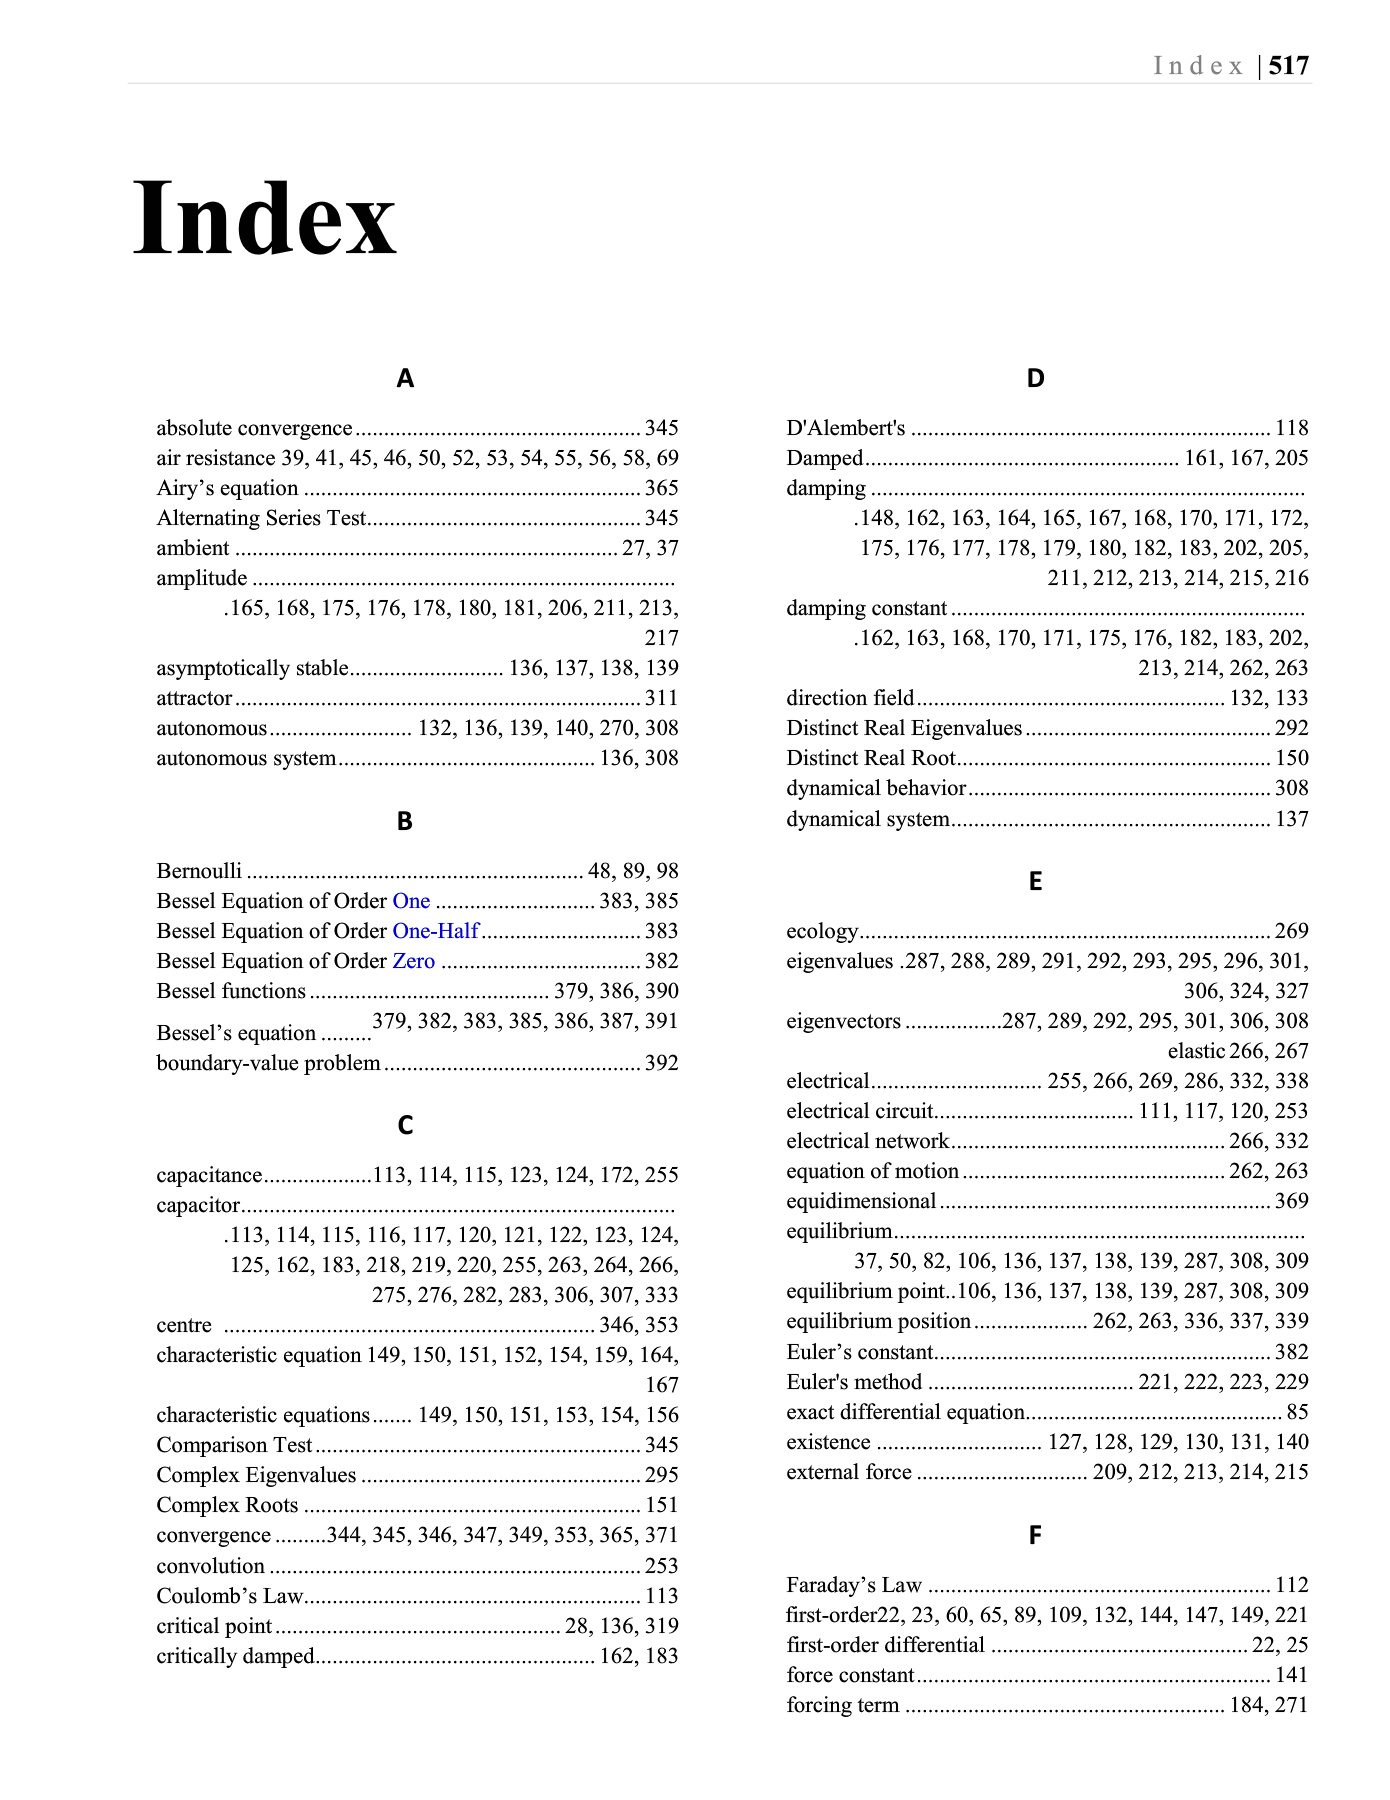 Index |517
Index
A
absolute convergence.................................................. 345
air resistance 39, 41, 45, 46, 50, 52, 53, 54, 55, 56, 58, 69
Airy’s equation ........................................................... 365
Alternating Series Test................................................ 345
ambient ................................................................... 27, 37
amplitude ..........................................................................
.165, 168, 175, 176, 178, 180, 181, 206, 211, 213,
217
asymptotically stable........................... 136, 137, 138, 139
attractor....................................................................... 311
autonomous......................... 132, 136, 139, 140, 270, 308
autonomous system............................................. 136, 308
B
Bernoulli ........................................................... 48, 89, 98
Bessel Equation of Order One ............................ 383, 385
Bessel Equation of Order One-Half............................ 383
Bessel Equation of Order Zero ................................... 382
Bessel functions.......................................... 379, 386, 390
Bessel’s equation ......... 379, 382, 383, 385, 386, 387, 391
boundary-value problem............................................. 392
C
capacitance...................113, 114, 115, 123, 124, 172, 255
capacitor............................................................................
.113, 114, 115, 116, 117, 120, 121, 122, 123, 124,
125, 162, 183, 218, 219, 220, 255, 263, 264, 266,
275, 276, 282, 283, 306, 307, 333
centre ................................................................. 346, 353
characteristic equation 149, 150, 151, 152, 154, 159, 164,
167
characteristic equations....... 149, 150, 151, 153, 154, 156
Comparison Test......................................................... 345
Complex Eigenvalues ................................................. 295
Complex Roots ........................................................... 151
convergence .........344, 345, 346, 347, 349, 353, 365, 371
convolution ................................................................. 253
Coulomb’s Law........................................................... 113
critical point.................................................. 28, 136, 319
critically damped................................................. 162, 183
D
D'Alembert's ............................................................... 118
Damped....................................................... 161, 167, 205
damping ............................................................................
.148, 162, 163, 164, 165, 167, 168, 170, 171, 172,
175, 176, 177, 178, 179, 180, 182, 183, 202, 205,
211, 212, 213, 214, 215, 216
damping constant..............................................................
.162, 163, 168, 170, 171, 175, 176, 182, 183, 202,
213, 214, 262, 263
direction field...................................................... 132, 133
Distinct Real Eigenvalues........................................... 292
Distinct Real Root....................................................... 150
dynamical behavior..................................................... 308
dynamical system........................................................ 137
E
ecology........................................................................ 269
eigenvalues .287, 288, 289, 291, 292, 293, 295, 296, 301,
306, 324, 327
eigenvectors .................287, 289, 292, 295, 301, 306, 308
elastic 266, 267
electrical.............................. 255, 266, 269, 286, 332, 338
electrical circuit................................... 111, 117, 120, 253
electrical network................................................ 266, 332
equation of motion.............................................. 262, 263
equidimensional.......................................................... 369
equilibrium........................................................................
37, 50, 82, 106, 136, 137, 138, 139, 287, 308, 309
equilibrium point..106, 136, 137, 138, 139, 287, 308, 309
equilibrium position.................... 262, 263, 336, 337, 339
Euler’s constant........................................................... 382
Euler's method .................................... 221, 222, 223, 229
exact differential equation............................................. 85
existence ............................. 127, 128, 129, 130, 131, 140
external force .............................. 209, 212, 213, 214, 215
F
Faraday’s Law ............................................................ 112
first-order22, 23, 60, 65, 89, 109, 132, 144, 147, 149, 221
first-order differential ............................................. 22, 25
force constant.............................................................. 141
forcing term ........................................................ 184, 271